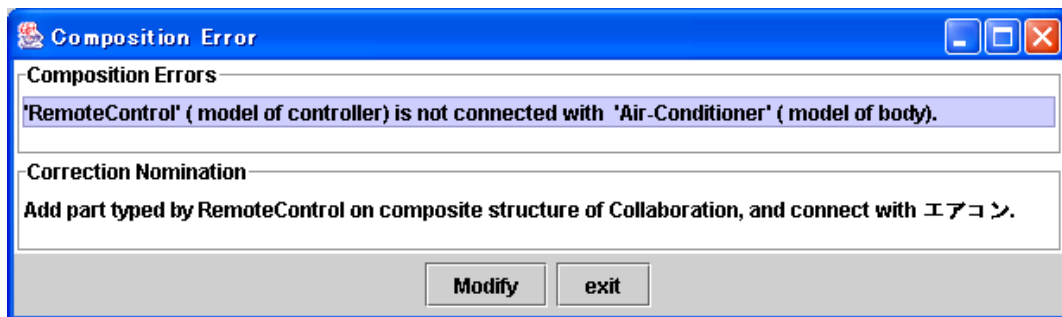 Composition Error
Composition Errors
'RemoteControl' ( model of controller) is not connected with 'Air-Conditioner' ( model of body).
Correction Nomination
Add part typed by RemoteControl on composite structure of Collaboration, and connect with エアコン.
Modify exit